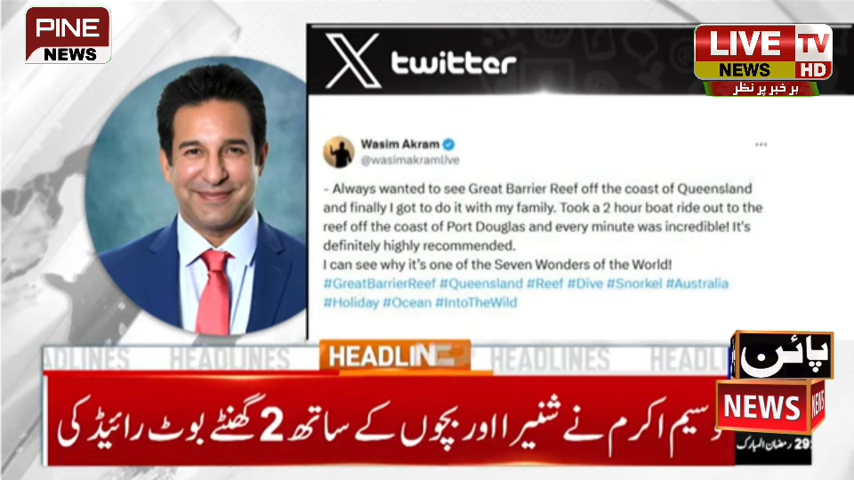 PINE
NEWS
X twitter
LIVE TV
NEWS HD
ہر خبر پر نظر
Wasim Akram
@wasimakramlive
- Always wanted to see Great Barrier Reef off the coast of Queensland
and finally I got to do it with my family. Took a 2 hour boat ride out to the
reef off the coast of Port Douglas and every minute was incredible! It's
definitely highly recommended.
I can see why it's one of the Seven Wonders of the World!
#GreatBarrierReef #Queensland #Reef #Dive #Snorkel #Australia
#Holiday #Ocean #IntoTheWild
ADLINES HEADLINES HEADLINE HEADLINES HEADL
وسیم اکرم نے شنیرا اور بچوں کے ساتھ 2 گھنٹے بوٹ رائیڈ کی
پائن
NEWS NEWS
29 رمضان المبارک